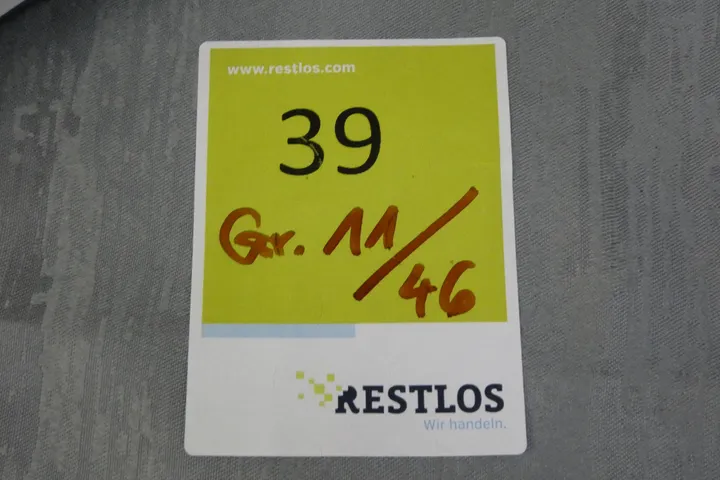 www.restlos.com
39
Gr. 11/46
RESTLOS
Wir handeln.